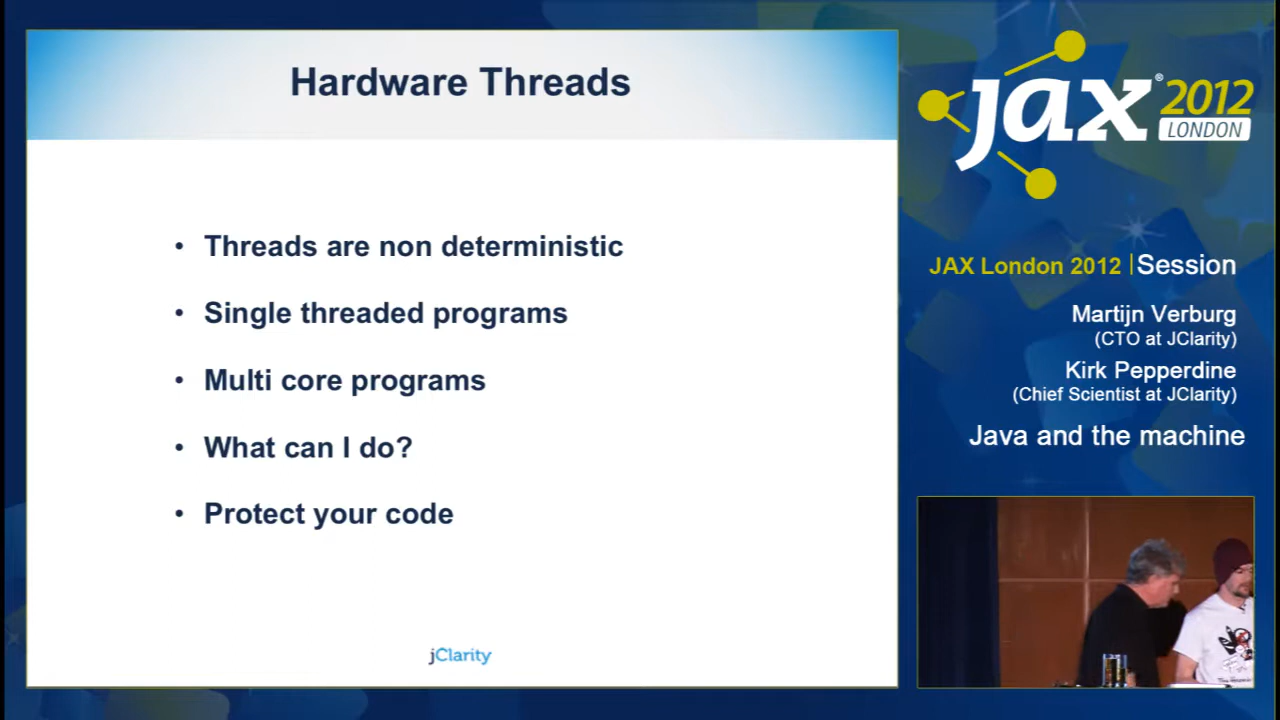 Hardware Threads
• Threads are non deterministic
• Single threaded programs
• Multi core programs
• What can I do?
• Protect your code
jClarity
jax® 2012
LONDON
JAX London 2012 | Session
Martijn Verburg
(CTO at JClarity)
Kirk Pepperdine
(Chief Scientist at JClarity)
Java and the machine